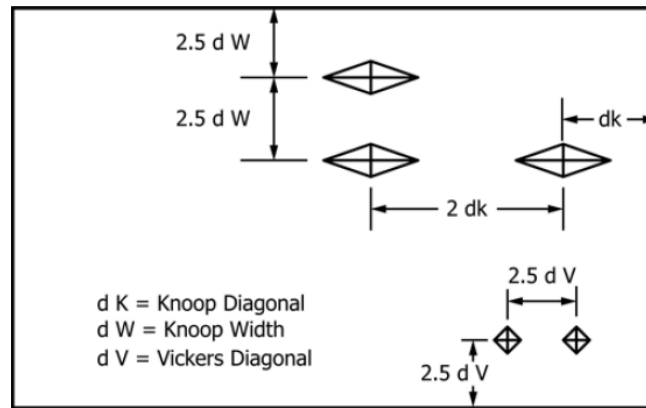 2.5 d W
2.5 d W
dk
2 dk
2.5 d V
d K = Knoop Diagonal
d W = Knoop Width
d V = Vickers Diagonal
2.5 d V